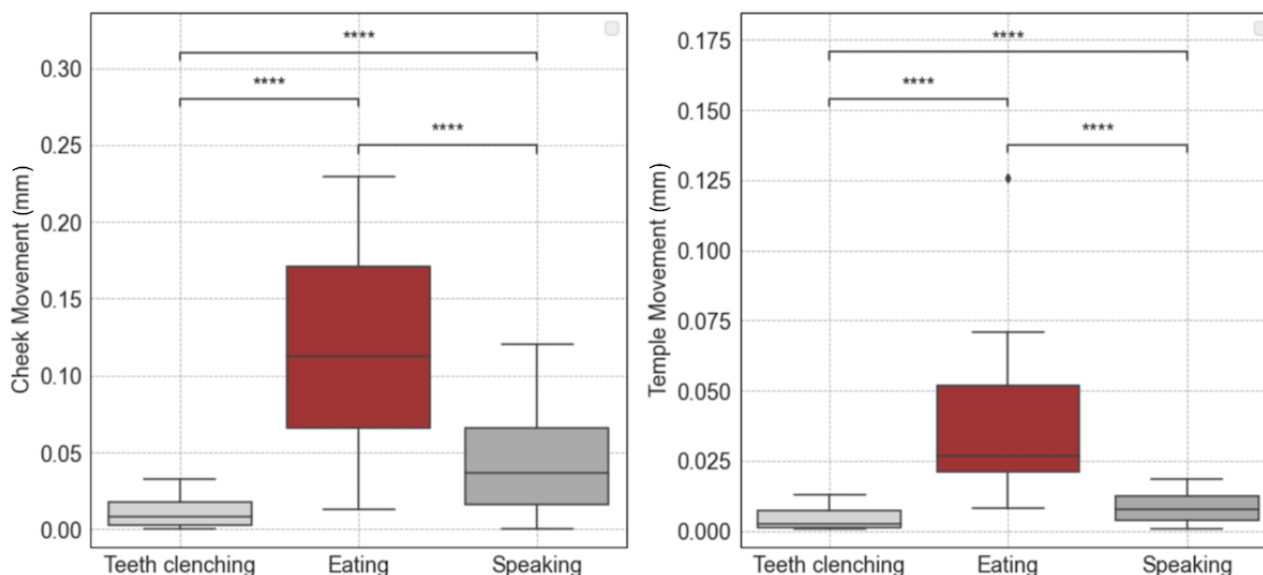 Cheek Movement (mm)
0.30
0.25
0.20
0.15
0.10
0.05
0.00
****
****
****
Teeth clenching
Eating
Speaking
Temple Movement (mm)
0.175
0.150
0.125
0.100
0.075
0.050
0.025
0.000
****
****
****
Teeth clenching
Eating
Speaking